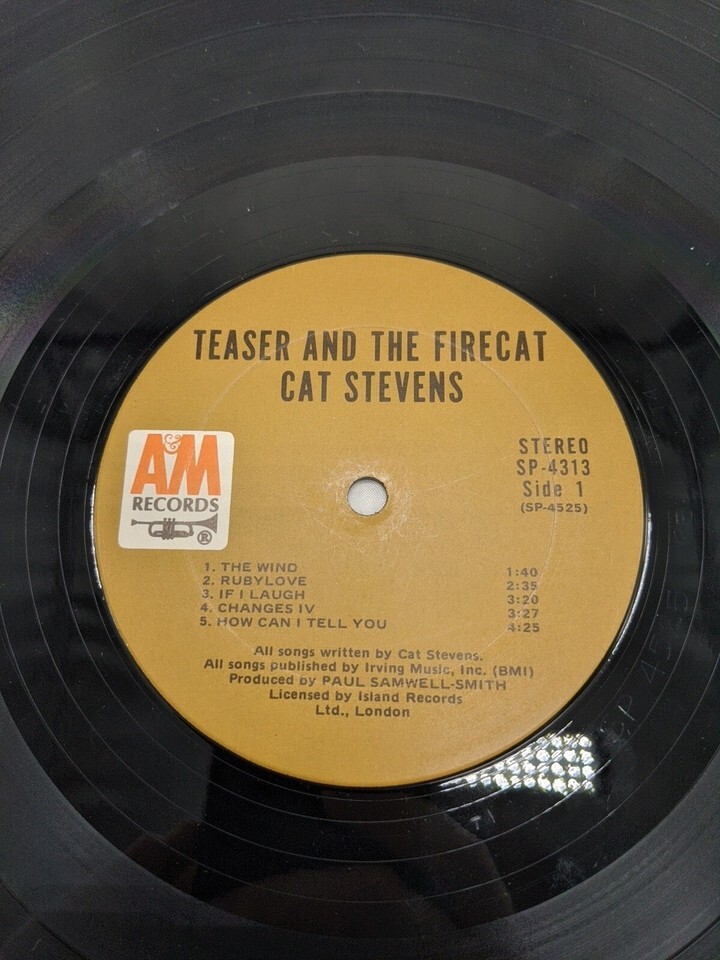 TEASER AND THE FIRECAT
CAT STEVENS
A&M
RECORDS
®
STEREO
SP-4313
Side 1
(SP-4525)
1. THE WIND 1:40
2. RUBYLOVE 2:35
3. IF I LAUGH 3:20
4. CHANGES IV 3:27
5. HOW CAN I TELL YOU 4:25
All songs written by Cat Stevens.
All songs published by Irving Music, Inc. (BMI)
Produced by PAUL SAMWELL-SMITH
Licensed by Island Records
Ltd., London